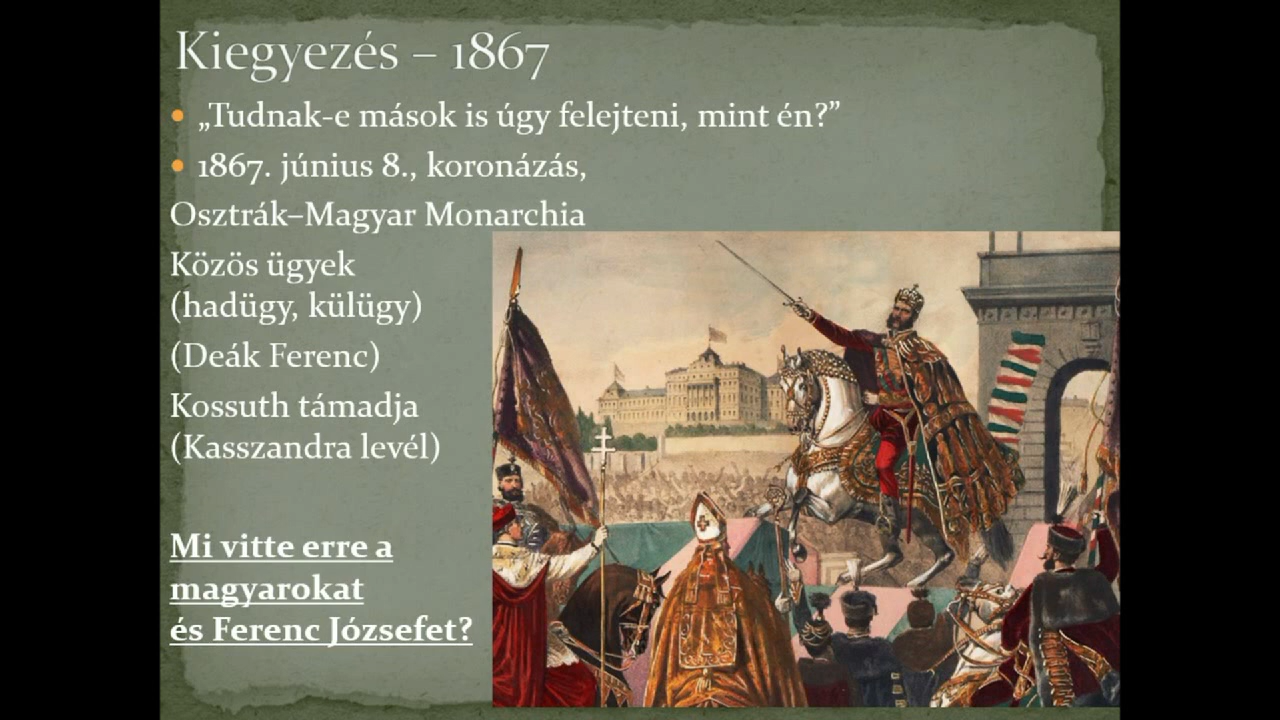 Kiegyezés – 1867
„Tudnak-e mások is úgy felejteni, mint én?”
1867. június 8., koronázás,
Osztrák–Magyar Monarchia
Közös ügyek
(hadügy, külügy)
(Deák Ferenc)
Kossuth támadja
(Kasszandra levél)
Mi vitte erre a
magyarokat
és Ferenc Józsefet?